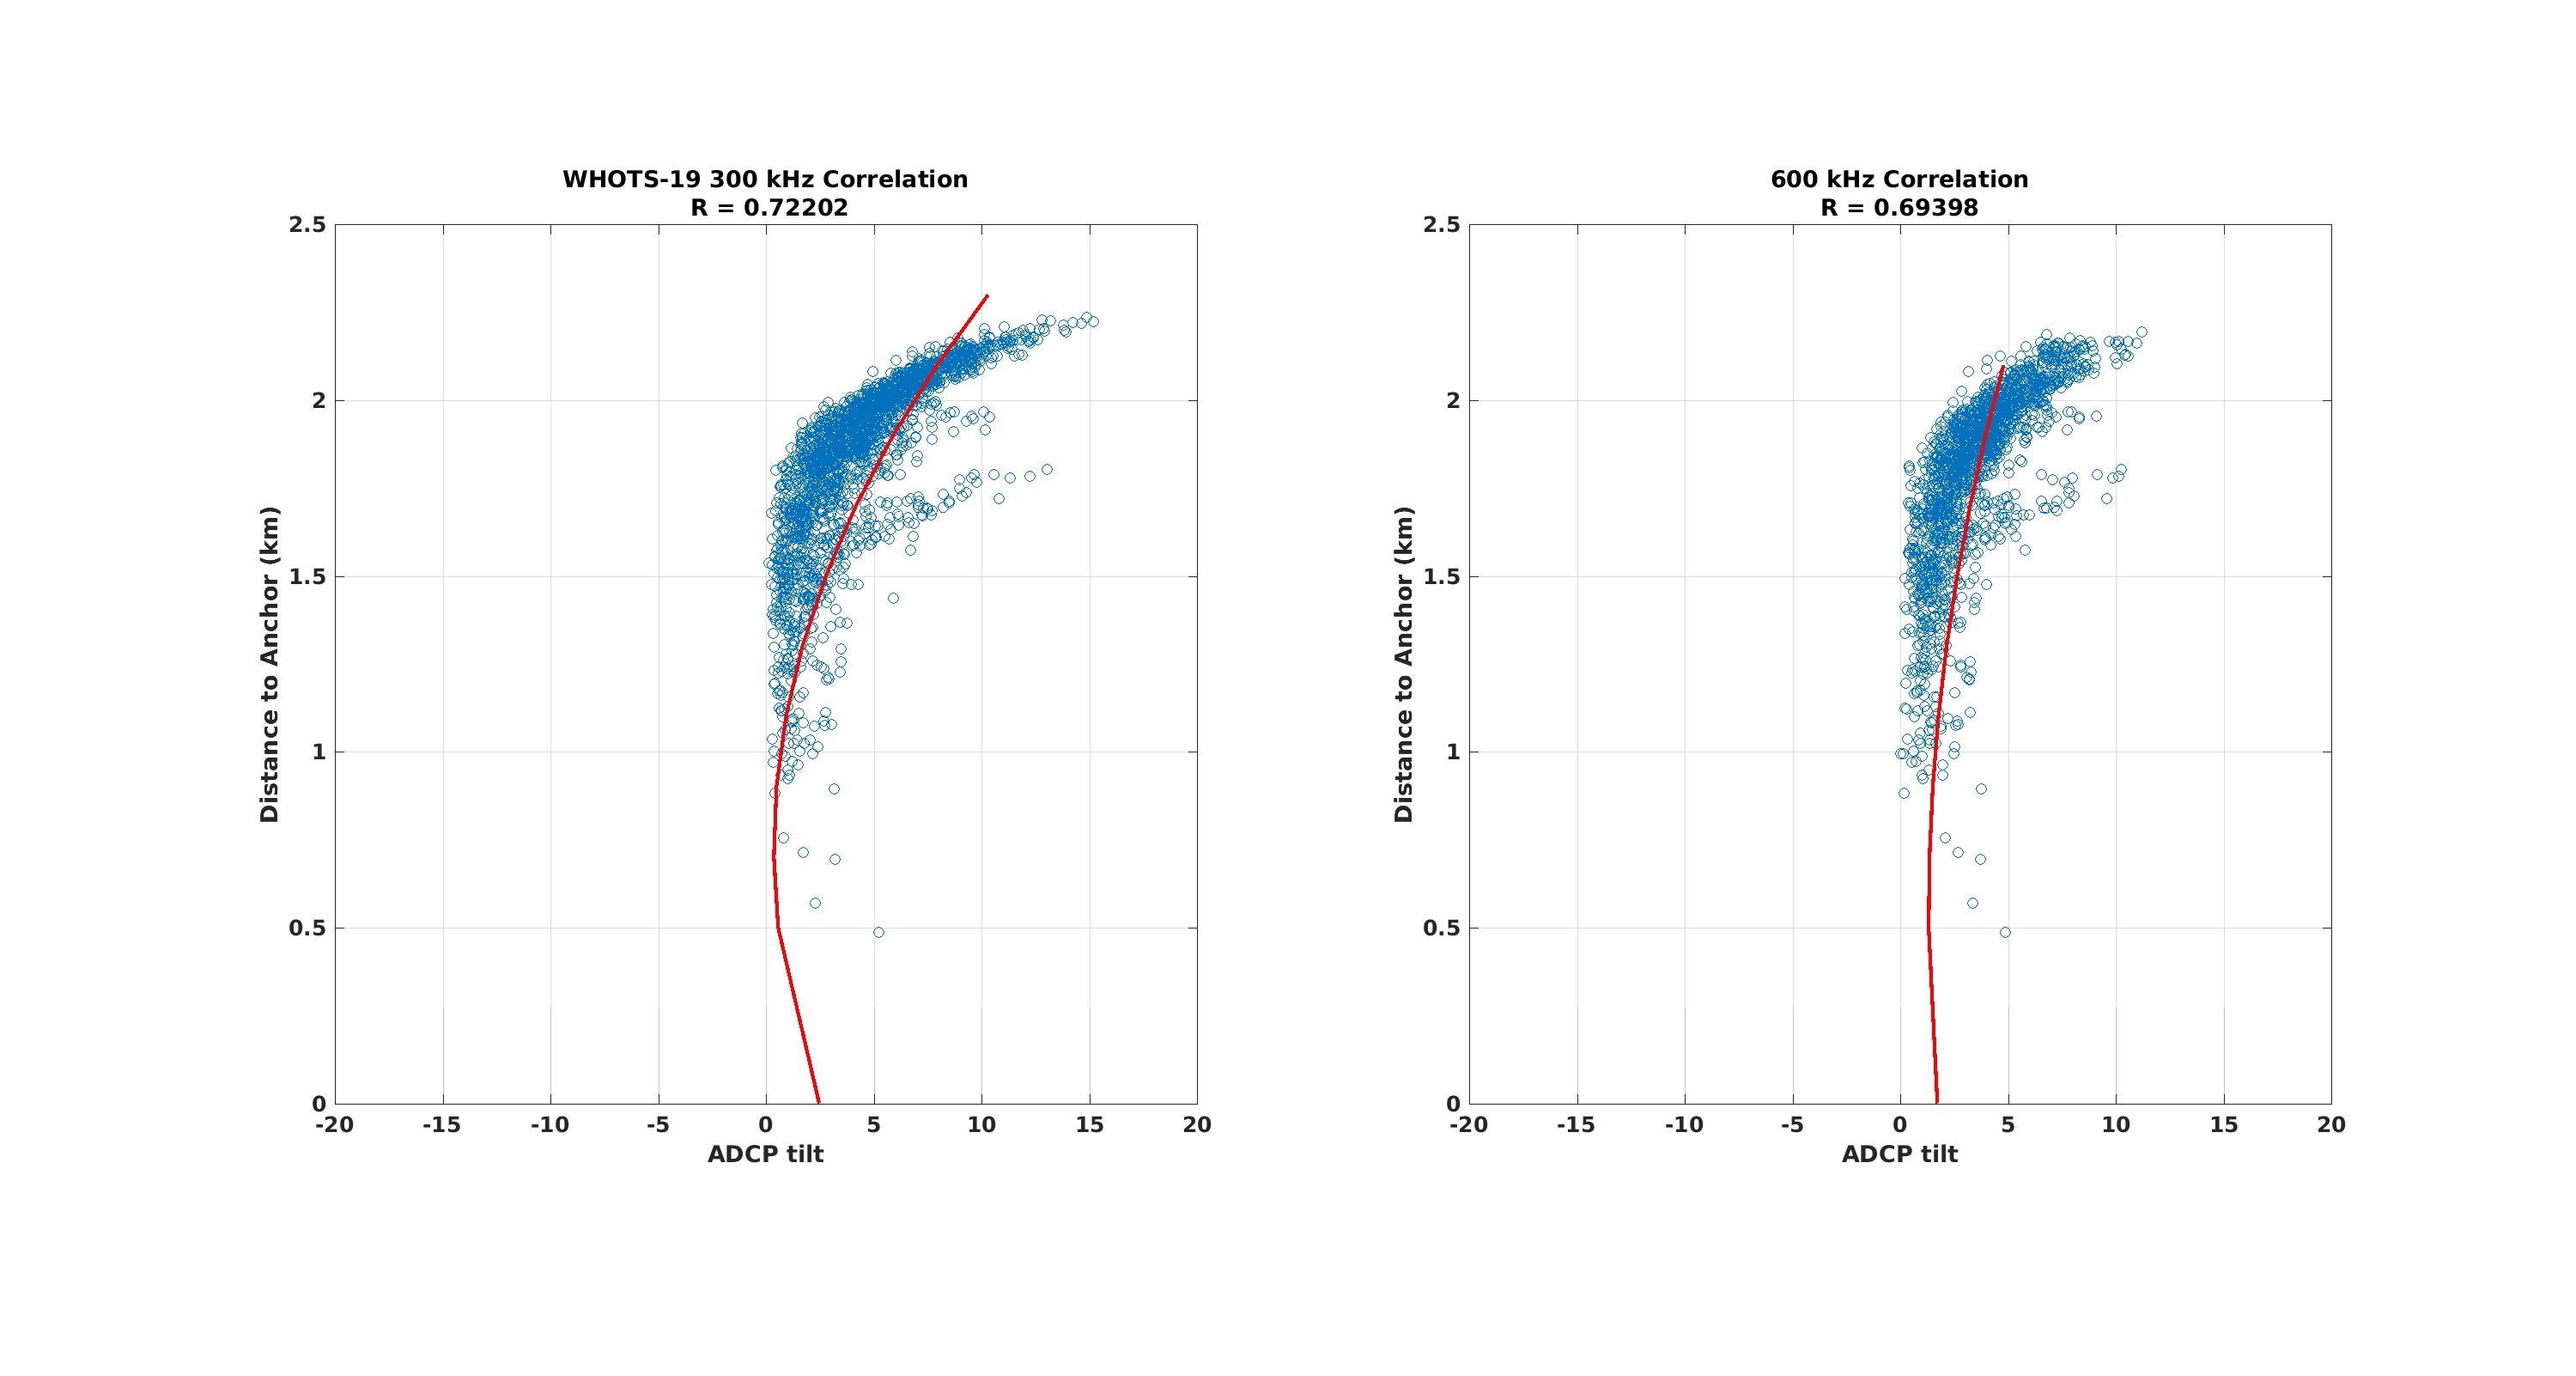 WHOTS-19 300 kHz Correlation
R = 0.72202
2.5
2
1.5
1
0.5
0
-20 -15 -10 -5 0 5 10 15 20
ADCP tilt
Distance to Anchor (km)
600 kHz Correlation
R = 0.69398
2.5
2
1.5
1
0.5
0
-20 -15 -10 -5 0 5 10 15 20
ADCP tilt
Distance to Anchor (km)